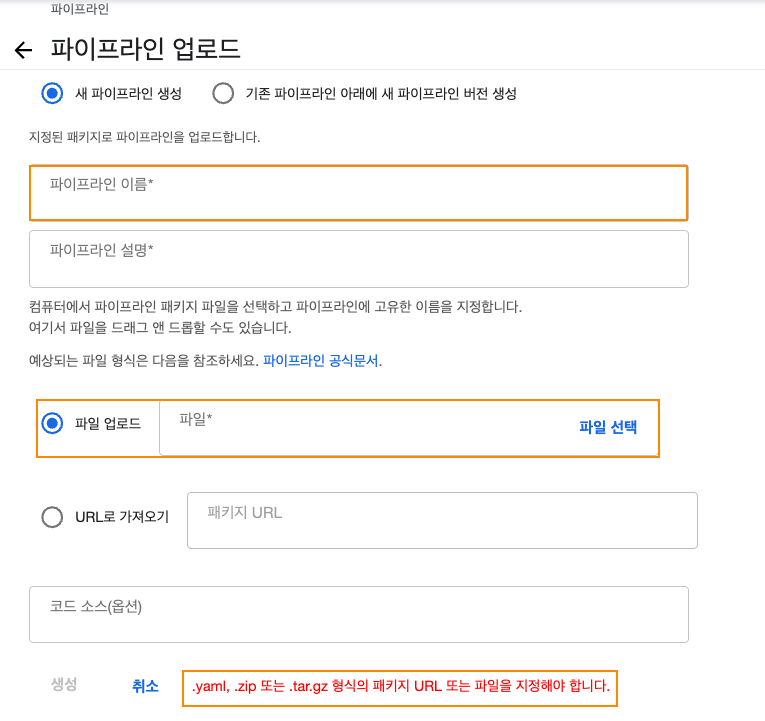 파이프라인
파이프라인 업로드
새 파이프라인 생성 기존 파이프라인 아래에 새 파이프라인 버전 생성
지정된 패키지로 파이프라인을 업로드합니다.
파이프라인 이름*
파이프라인 설명*
컴퓨터에서 파이프라인 패키지 파일을 선택하고 파이프라인에 고유한 이름을 지정합니다.
여기서 파일을 드래그 앤 드롭할 수도 있습니다.
예상되는 파일 형식은 다음을 참조하세요. 파이프라인 공식문서.
파일 업로드 파일* 파일 선택
URL로 가져오기 패키지 URL
코드 소스(옵션)
생성 취소 .yaml, .zip 또는 .tar.gz 형식의 패키지 URL 또는 파일을 지정해야 합니다.